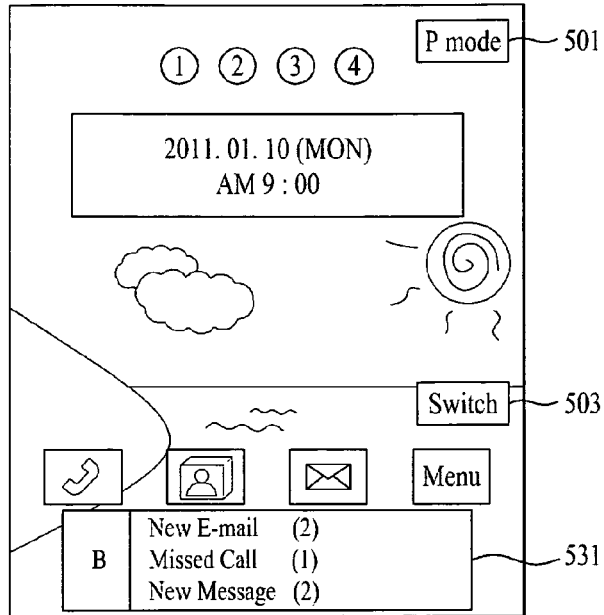 P mode
501
1 2 3 4
2011. 01. 10 (MON)
AM 9 : 00
Switch
503
Menu
B
New E-mail (2)
Missed Call (1)
New Message (2)
531